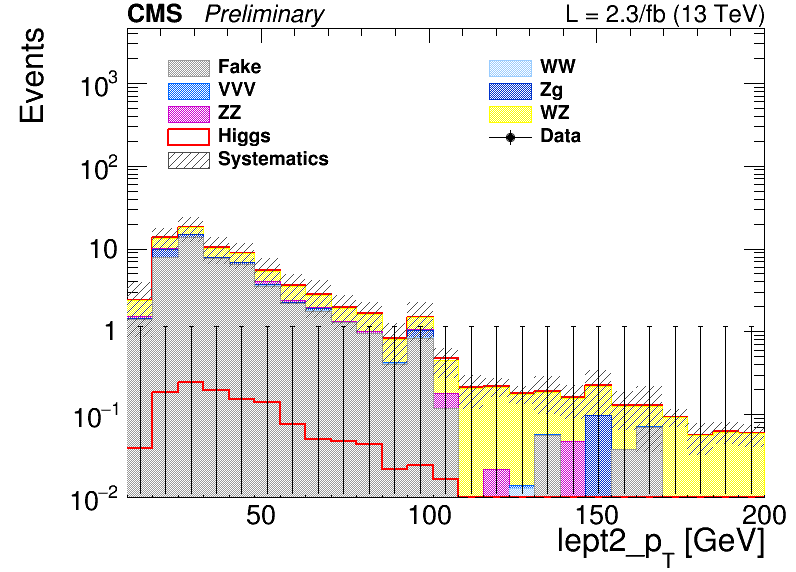 CMS Preliminary L = 2.3/fb (13 TeV)
Events
Fake WW
VVV Zg
ZZ WZ
Higgs Data
Systematics
10³
10²
10
1
10⁻¹
10⁻²
50 100 150 200
lept2_p_T [GeV]